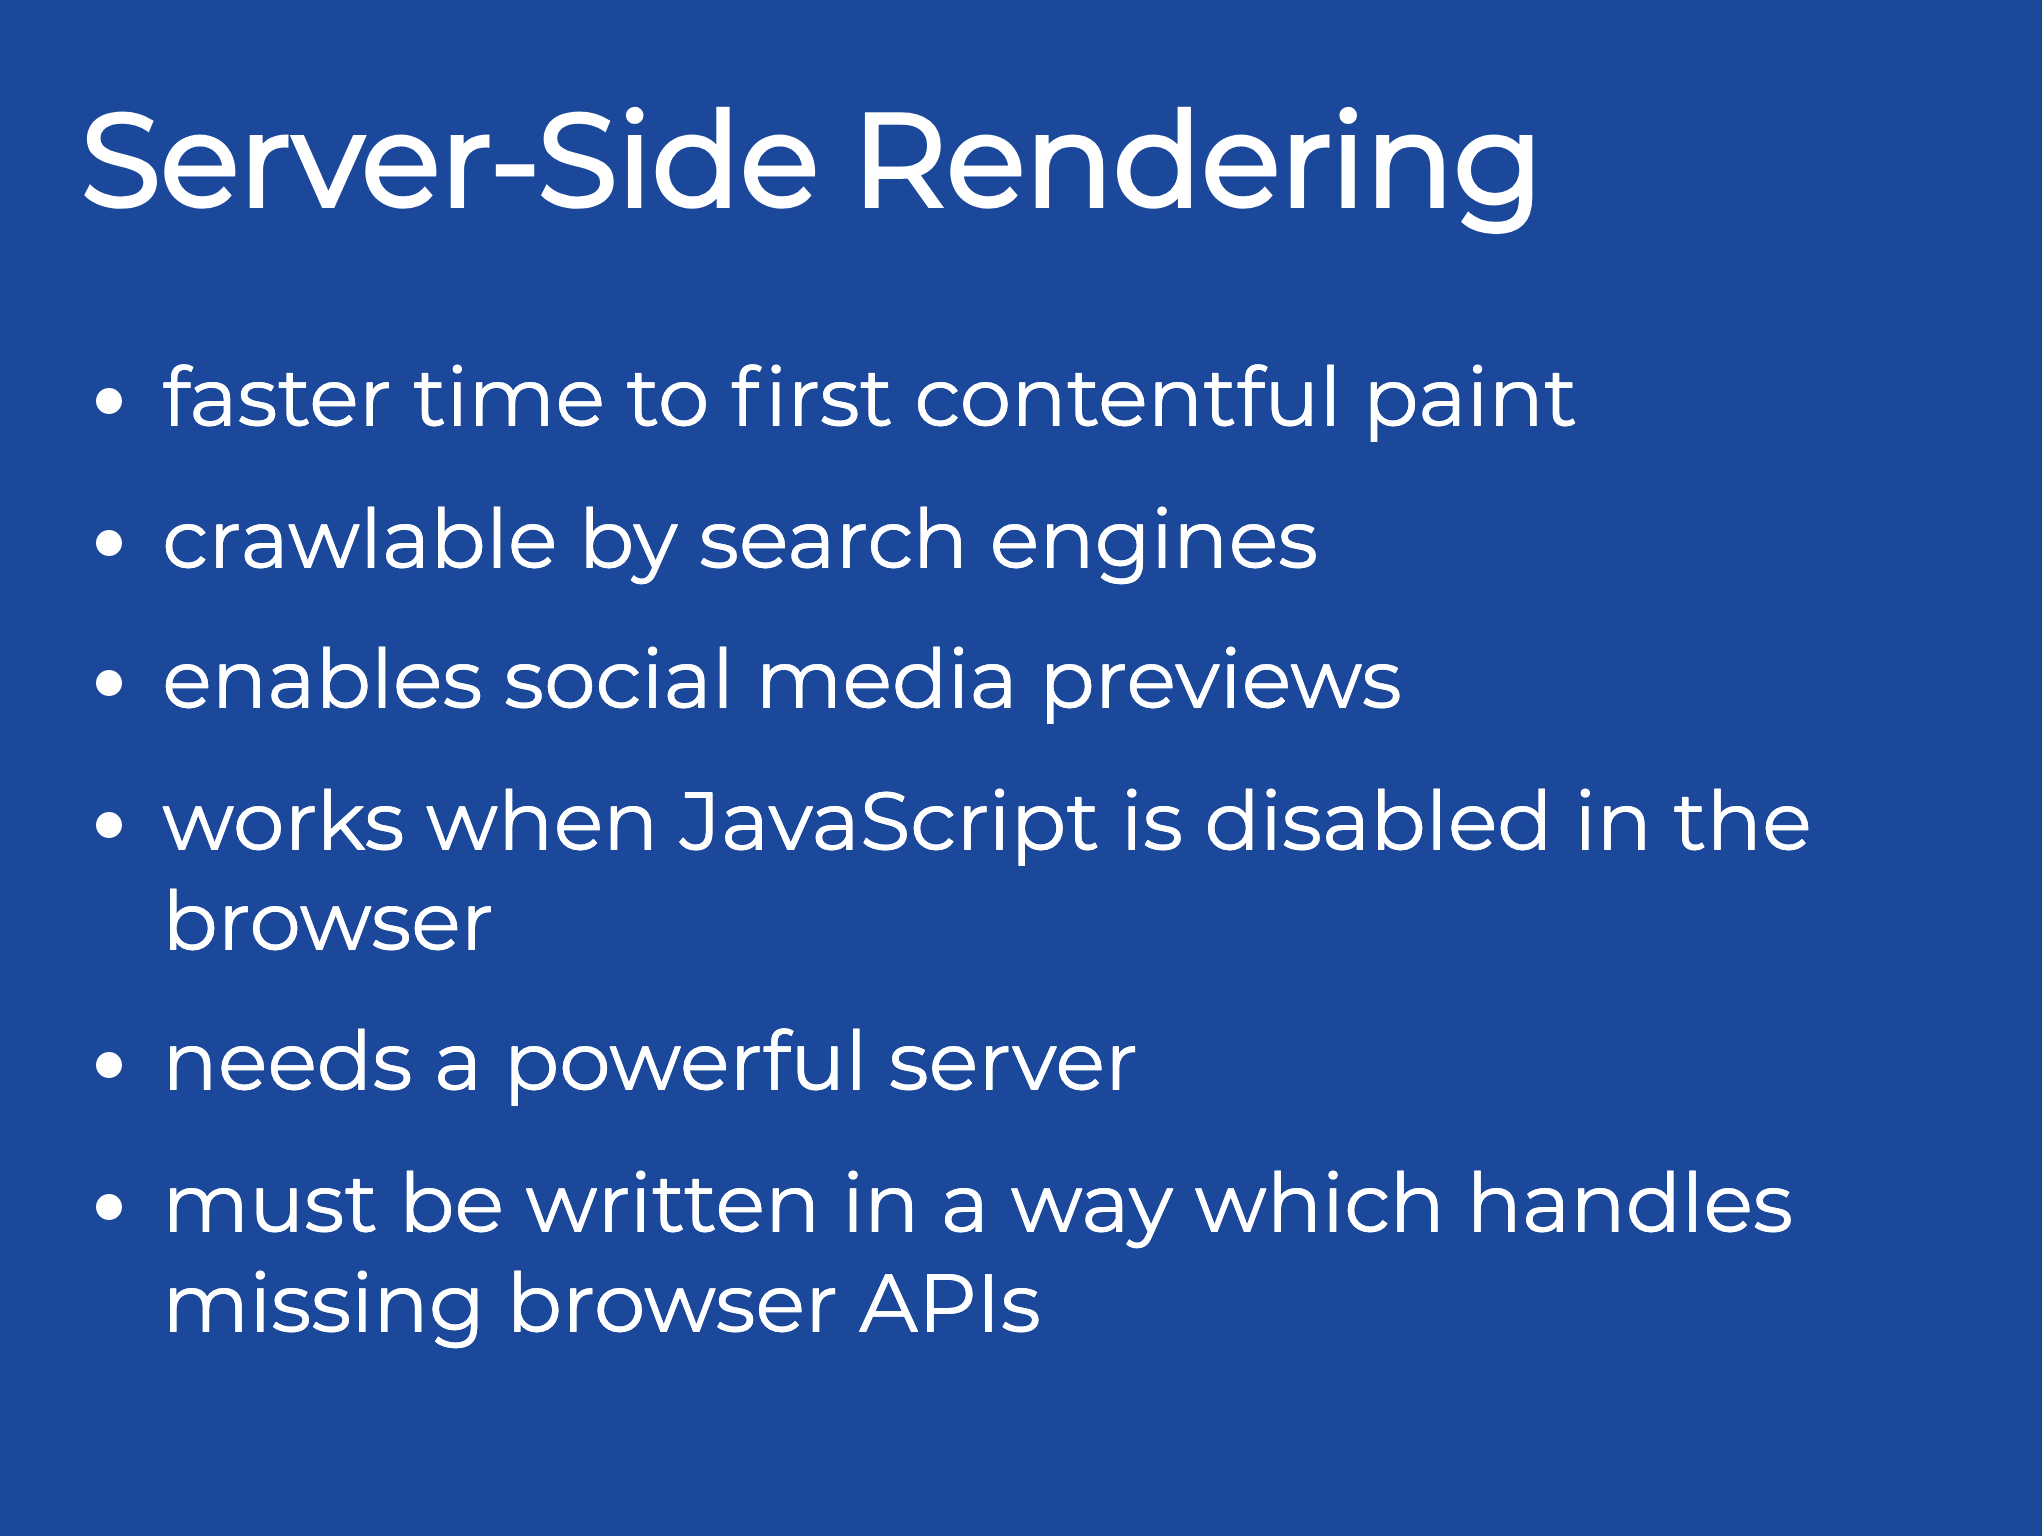 Server-Side Rendering
• faster time to first contentful paint
• crawlable by search engines
• enables social media previews
• works when JavaScript is disabled in the
browser
• needs a powerful server
• must be written in a way which handles
missing browser APIs